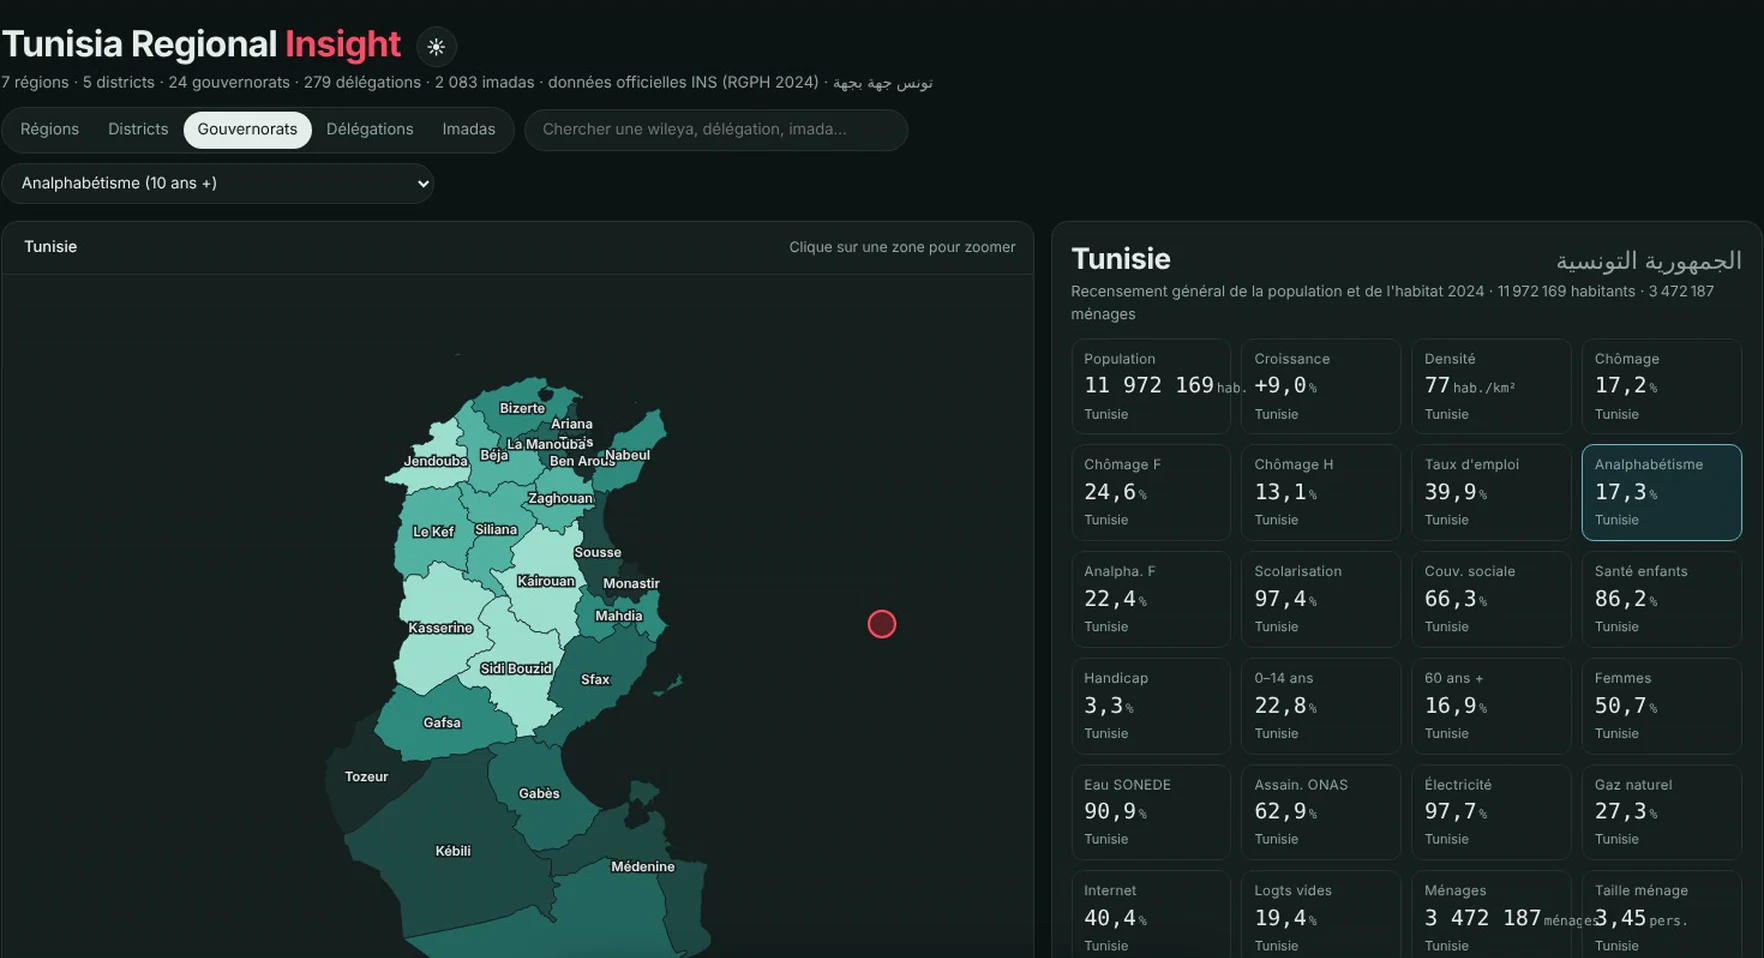 Tunisia Regional Insight
7 régions · 5 districts · 24 gouvernorats · 279 délégations · 2 083 imadas · données officielles INS (RGPH 2024) · تونس جهة بجهة
Régions Districts Gouvernorats Délégations Imadas
Chercher une wileya, délégation, imada...
Analphabétisme (10 ans +)
Tunisie
Clique sur une zone pour zoomer
Bizerte
Ariana
Tunis
La Manouba
Jendouba
Béja
Ben Arous
Nabeul
Zaghouan
Le Kef
Siliana
Sousse
Kairouan
Monastir
Mahdia
Kasserine
Sidi Bouzid
Sfax
Gafsa
Tozeur
Gabès
Kébili
Médenine
Tunisie
الجمهورية التونسية
Recensement général de la population et de l'habitat 2024 · 11 972 169 habitants · 3 472 187
ménages
Population
11 972 169 hab.
Tunisie
Croissance
+9,0 %
Tunisie
Densité
77 hab./km²
Tunisie
Chômage
17,2 %
Tunisie
Chômage F
24,6 %
Tunisie
Chômage H
13,1 %
Tunisie
Taux d'emploi
39,9 %
Tunisie
Analphabétisme
17,3 %
Tunisie
Analpha. F
22,4 %
Tunisie
Scolarisation
97,4 %
Tunisie
Couv. sociale
66,3 %
Tunisie
Santé enfants
86,2 %
Tunisie
Handicap
3,3 %
Tunisie
0–14 ans
22,8 %
Tunisie
60 ans +
16,9 %
Tunisie
Femmes
50,7 %
Tunisie
Eau SONEDE
90,9 %
Tunisie
Assain. ONAS
62,9 %
Tunisie
Électricité
97,7 %
Tunisie
Gaz naturel
27,3 %
Tunisie
Internet
40,4 %
Tunisie
Logts vides
19,4 %
Tunisie
Ménages
3 472 187 ménages
Tunisie
Taille ménage
3,45 pers.
Tunisie